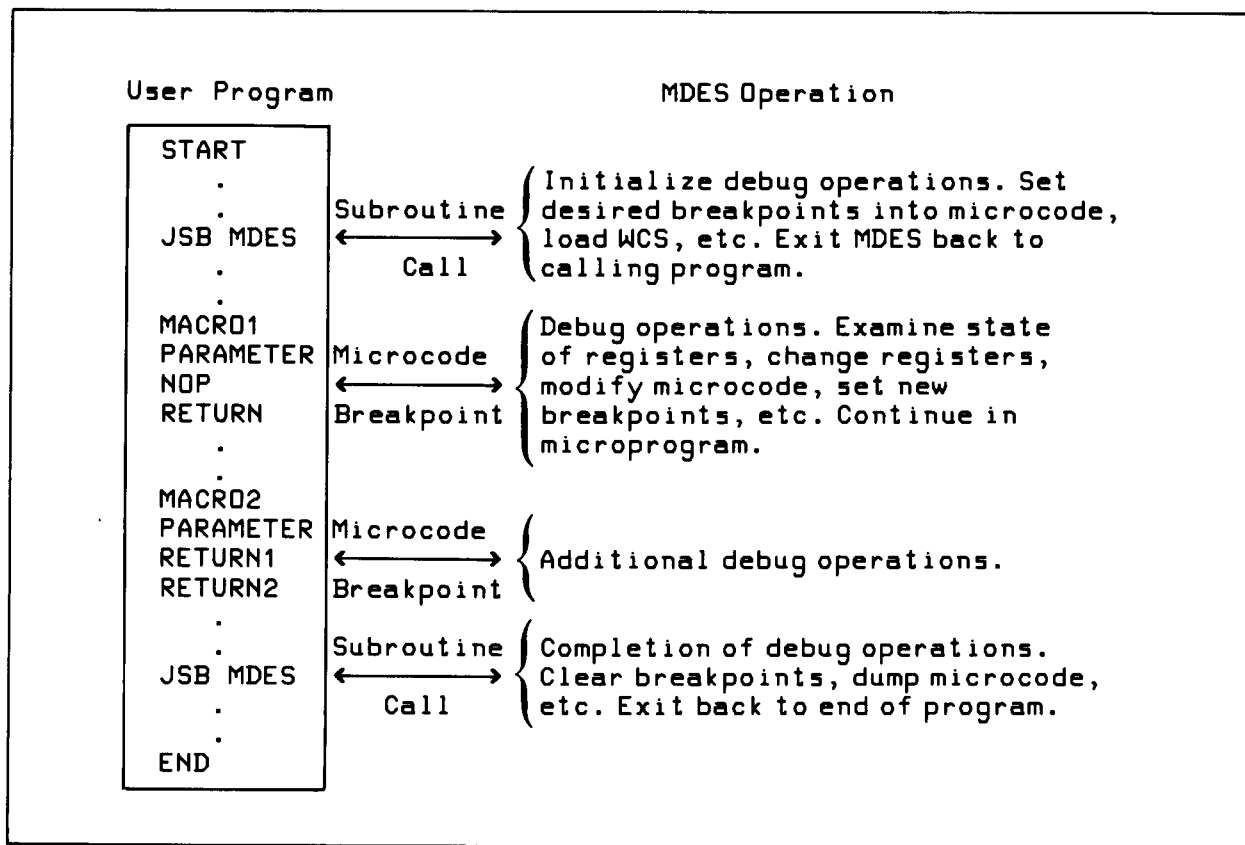 User Program MDES Operation
START
.
.
JSB MDES
.
.
Subroutine
Call
Initialize debug operations. Set
desired breakpoints into microcode,
load WCS, etc. Exit MDES back to
calling program.
MACRO1
PARAMETER
NOP
RETURN
.
.
Microcode
Breakpoint
Debug operations. Examine state
of registers, change registers,
modify microcode, set new
breakpoints, etc. Continue in
microprogram.
MACRO2
PARAMETER
RETURN1
RETURN2
.
.
Microcode
Breakpoint
Additional debug operations.
JSB MDES
.
.
Subroutine
Call
Completion of debug operations.
Clear breakpoints, dump microcode,
etc. Exit back to end of program.
END